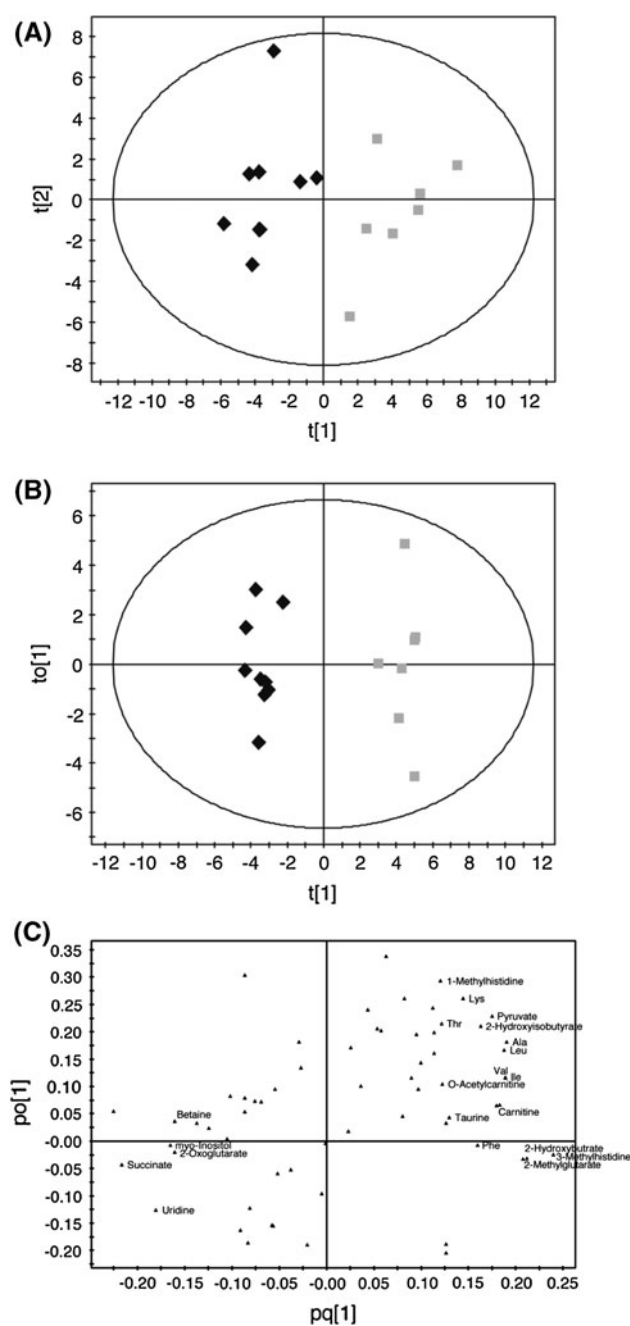 (A)
8
6
4
2
0
-2
-4
-6
-8
t[2]
-12 -10 -8 -6 -4 -2 0 2 4 6 8 10 12
t[1]
(B)
6
4
2
0
-2
-4
-6
to[1]
-12 -10 -8 -6 -4 -2 0 2 4 6 8 10 12
t[1]
(C)
0.35
0.30
0.25
0.20
0.15
0.10
0.05
-0.00
-0.05
-0.10
-0.15
-0.20
po[1]
1-Methylhistidine
Lys
Pyruvate
Thr
2-Hydroxyisobutyrate
Ala
Leu
Val
Ile
O-Acetylcarnitine
Betaine
Carnitine
Taurine
myo-Inositol
Phe
2-Hydroxybutrate
2-Oxoglutarate
3-Methylhistidine
Succinate
2-Methylglutarate
Uridine
-0.20 -0.15 -0.10 -0.05 -0.00 0.05 0.10 0.15 0.20 0.25
pq[1]